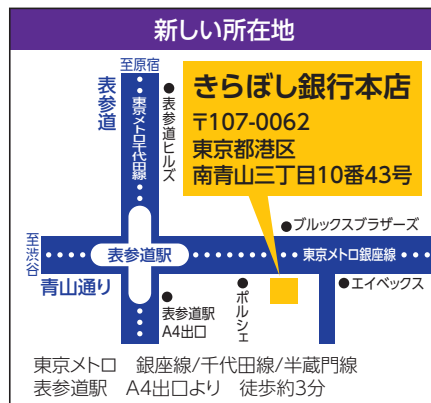 新しい所在地
至原宿
表参道
東京メトロ千代田線
●表参道ヒルズ
きらぼし銀行本店
〒107-0062
東京都港区
南青山三丁目10番43号
●ブルックスブラザーズ
至渋谷
表参道駅
東京メトロ銀座線
青山通り
●表参道駅
A4出口
●ポルシェ
●エイベックス
東京メトロ 銀座線/千代田線/半蔵門線
表参道駅 A4出口より 徒歩約3分